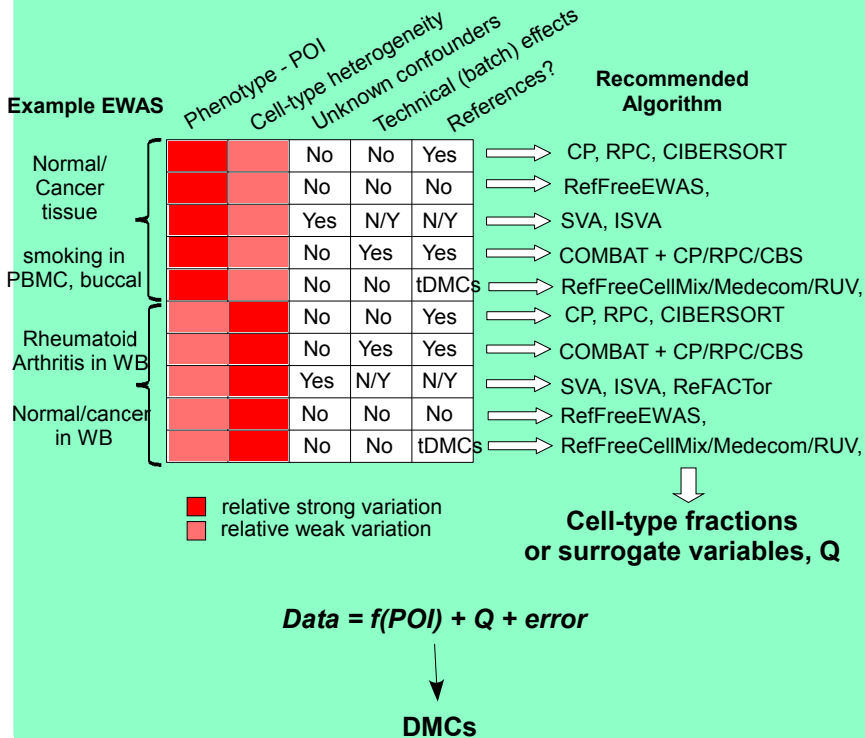 Example EWAS
Phenotype - POI
Cell-type heterogeneity
Unknown confounders
Technical (batch) effects
References?
Recommended
Algorithm
Normal/
Cancer
tissue
smoking in
PBMC, buccal
Rheumatoid
Arthritis in WB
Normal/cancer
in WB
No No Yes CP, RPC, CIBERSORT
No No No RefFreeEWAS,
Yes N/Y N/Y SVA, ISVA
No Yes Yes COMBAT + CP/RPC/CBS
No No tDMCs RefFreeCellMix/Medecom/RUV,
No No Yes CP, RPC, CIBERSORT
No Yes Yes COMBAT + CP/RPC/CBS
Yes N/Y N/Y SVA, ISVA, ReFACTor
No No No RefFreeEWAS,
No No tDMCs RefFreeCellMix/Medecom/RUV,
relative strong variation
relative weak variation
Cell-type fractions
or surrogate variables, Q
Data = f(POI) + Q + error
DMCs